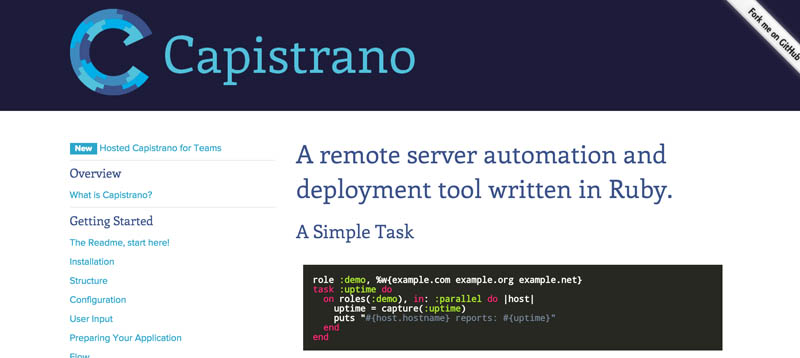 Capistrano
Fork me on GitHub
New Hosted Capistrano for Teams
Overview
What is Capistrano?
Getting Started
The Readme, start here!
Installation
Structure
Configuration
User Input
Preparing Your Application
Flow
A remote server automation and
deployment tool written in Ruby.
A Simple Task
role :demo, %w{example.com example.org example.net}
task :uptime do
  on roles(:demo), in: :parallel do |host|
    uptime = capture(:uptime)
    puts "#{host.hostname} reports: #{uptime}"
  end
end